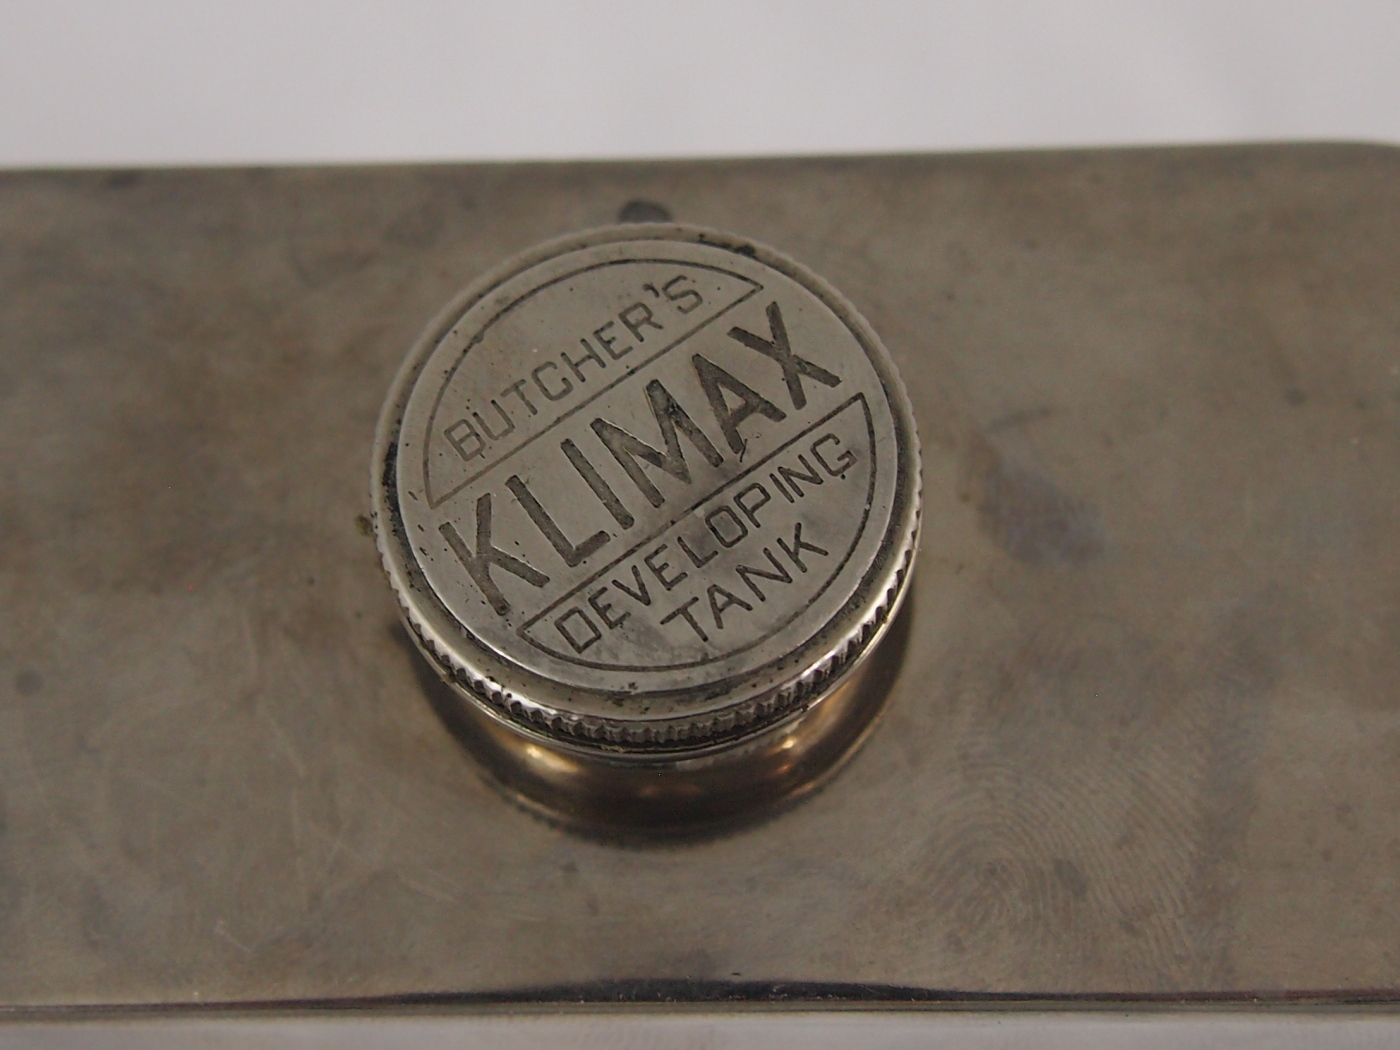 BUTCHER'S
KLIMAX
DEVELOPING
TANK